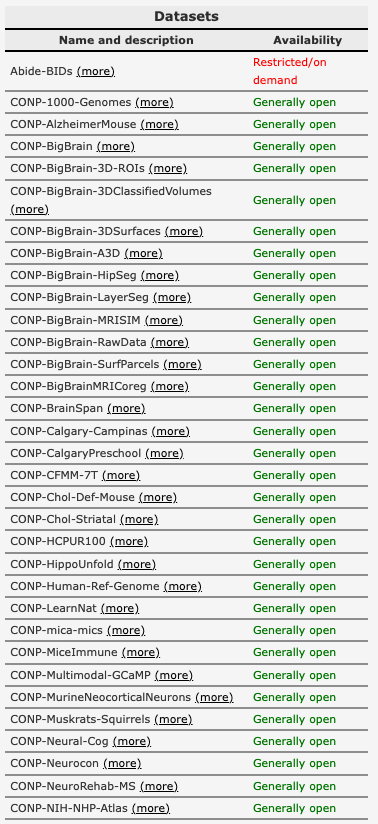 Datasets
Name and description Availability
Abide-BIDs (more) Restricted/on
demand
CONP-1000-Genomes (more) Generally open
CONP-AlzheimerMouse (more) Generally open
CONP-BigBrain (more) Generally open
CONP-BigBrain-3D-ROIs (more) Generally open
CONP-BigBrain-3DClassifiedVolumes
(more) Generally open
CONP-BigBrain-3DSurfaces (more) Generally open
CONP-BigBrain-A3D (more) Generally open
CONP-BigBrain-HipSeg (more) Generally open
CONP-BigBrain-LayerSeg (more) Generally open
CONP-BigBrain-MRISIM (more) Generally open
CONP-BigBrain-RawData (more) Generally open
CONP-BigBrain-SurfParcels (more) Generally open
CONP-BigBrainMRICoreg (more) Generally open
CONP-BrainSpan (more) Generally open
CONP-Calgary-Campinas (more) Generally open
CONP-CalgaryPreschool (more) Generally open
CONP-CFMM-7T (more) Generally open
CONP-Chol-Def-Mouse (more) Generally open
CONP-Chol-Striatal (more) Generally open
CONP-HCPUR100 (more) Generally open
CONP-HippoUnfold (more) Generally open
CONP-Human-Ref-Genome (more) Generally open
CONP-LearnNat (more) Generally open
CONP-mica-mics (more) Generally open
CONP-MiceImmune (more) Generally open
CONP-Multimodal-GCaMP (more) Generally open
CONP-MurineNeocorticalNeurons (more) Generally open
CONP-Muskrats-Squirrels (more) Generally open
CONP-Neural-Cog (more) Generally open
CONP-Neurocon (more) Generally open
CONP-NeuroRehab-MS (more) Generally open
CONP-NIH-NHP-Atlas (more) Generally open